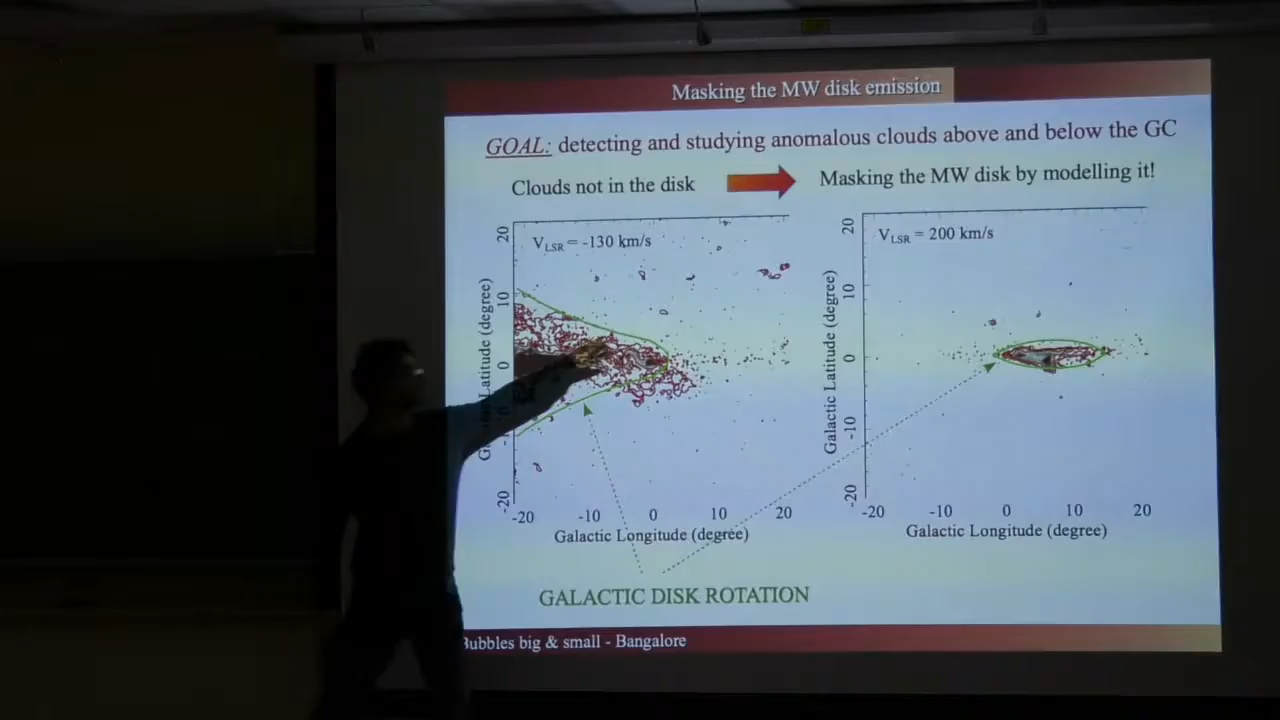 Masking the MW disk emission
GOAL: detecting and studying anomalous clouds above and below the GC
Clouds not in the disk
Masking the MW disk by modelling it!
VLSR = -130 km/s
20
10
0
-20
Latitude (degree)
-20 -10 0 10 20
Galactic Longitude (degree)
VLSR = 200 km/s
20
10
0
-10
-20
Galactic Latitude (degree)
-20 -10 0 10 20
Galactic Longitude (degree)
GALACTIC DISK ROTATION
Bubbles big & small - Bangalore